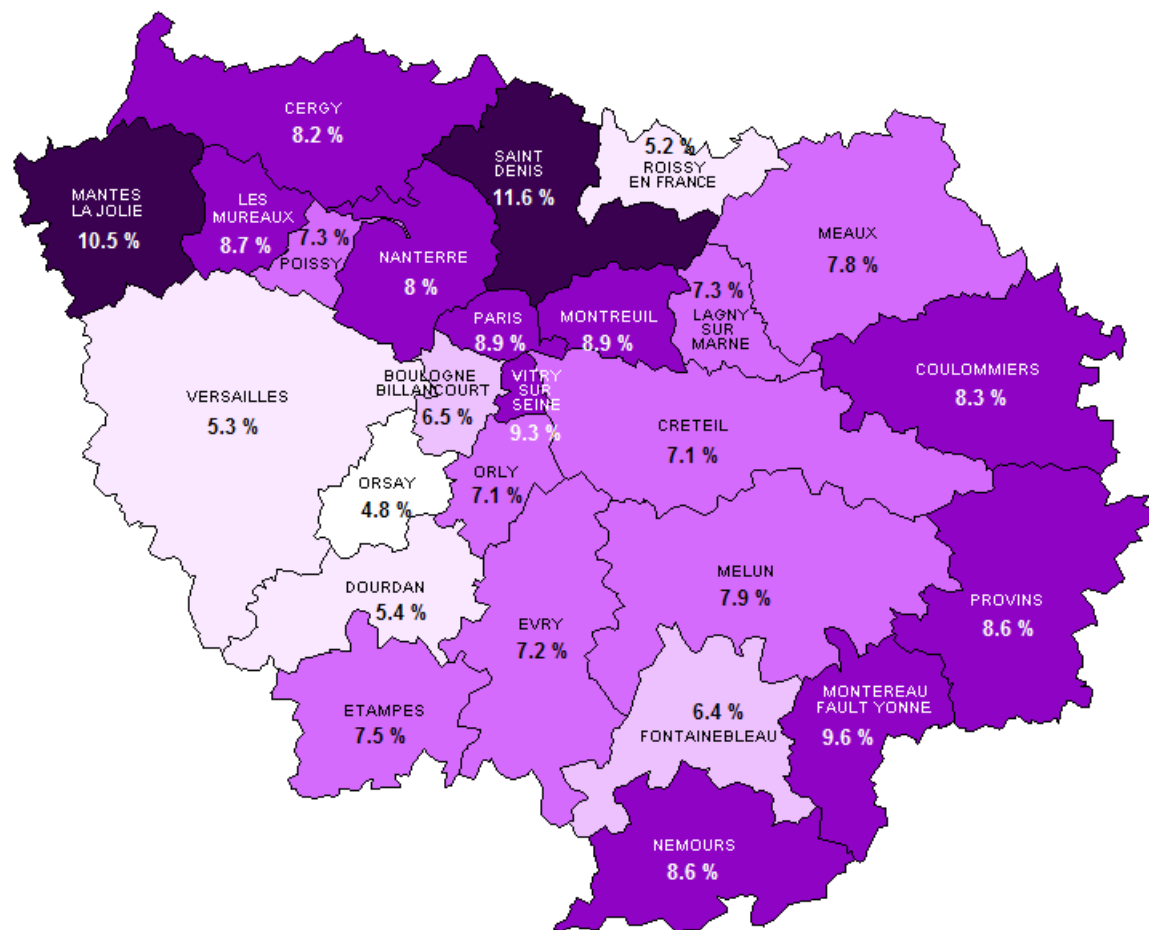 CERGY
8.2 %
SAINT
DENIS
11.6 %
5.2 %
ROISSY
EN FRANCE
MANTES
LA JOLIE
10.5 %
LES
MUREAUX
8.7 %
7.3 %
POISSY
NANTERRE
8 %
MEAUX
7.8 %
PARIS
8.9 %
MONTREUIL
8.9 %
7.3 %
LAGNY
SUR
MARNE
COULOMMIERS
8.3 %
VERSAILLES
5.3 %
BOULOGNE
BILLANCOURT
6.5 %
VITRY
SUR
SEINE
9.3 %
CRETEIL
7.1 %
ORSAY
4.8 %
ORLY
7.1 %
DOURDAN
5.4 %
EVRY
7.2 %
MELUN
7.9 %
PROVINS
8.6 %
ETAMPES
7.5 %
6.4 %
FONTAINEBLEAU
MONTEREAU
FAULT YONNE
9.6 %
NEMOURS
8.6 %